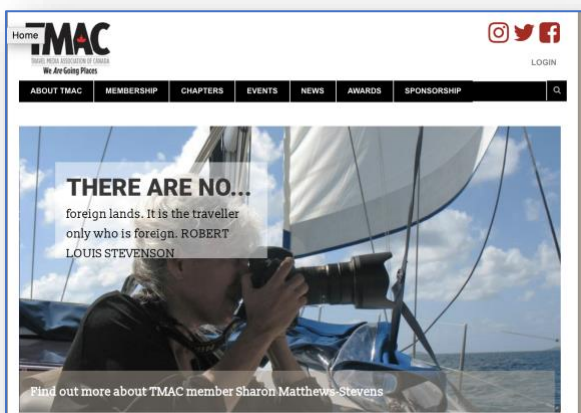 Home
TMAC
TRAVEL MEDIA ASSOCIATION OF CANADA
We Are Going Places
LOGIN
ABOUT TMAC MEMBERSHIP CHAPTERS EVENTS NEWS AWARDS SPONSORSHIP
THERE ARE NO...
foreign lands. It is the traveller
only who is foreign. ROBERT
LOUIS STEVENSON
Find out more about TMAC member Sharon Matthews-Stevens